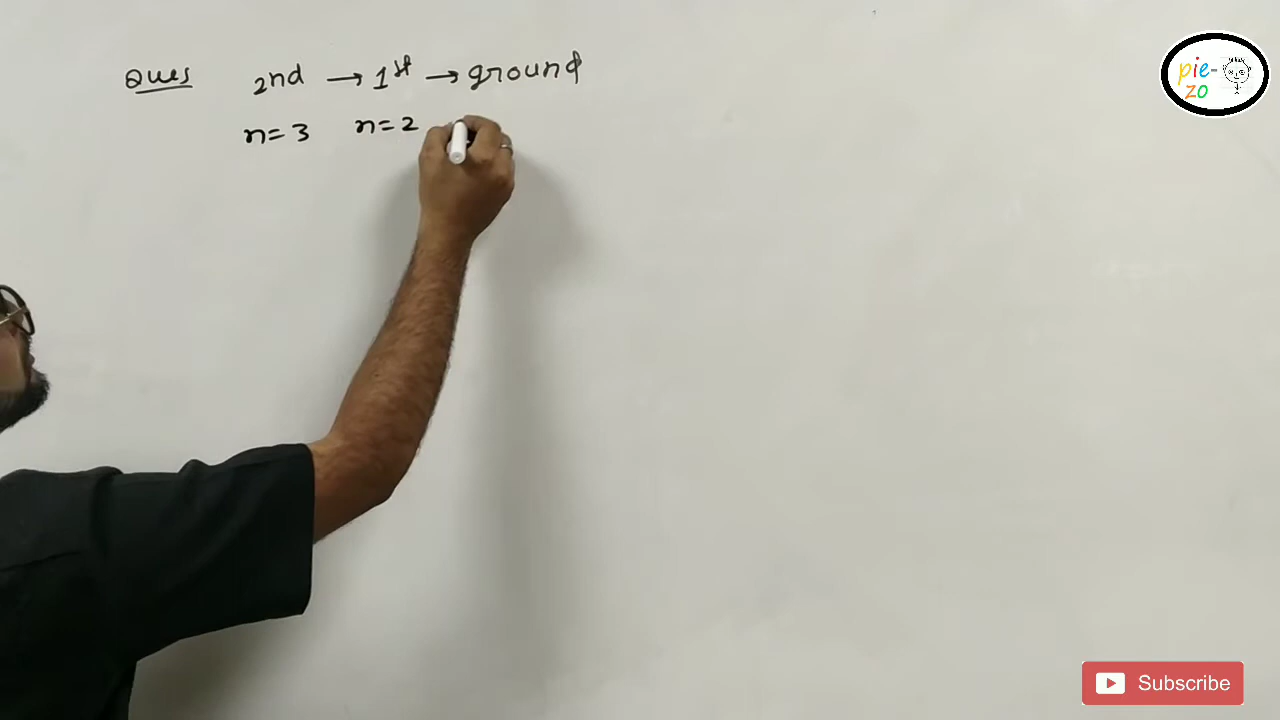 Ques 2nd → 1st → ground
n=3 n=2
pie-
zo
Subscribe